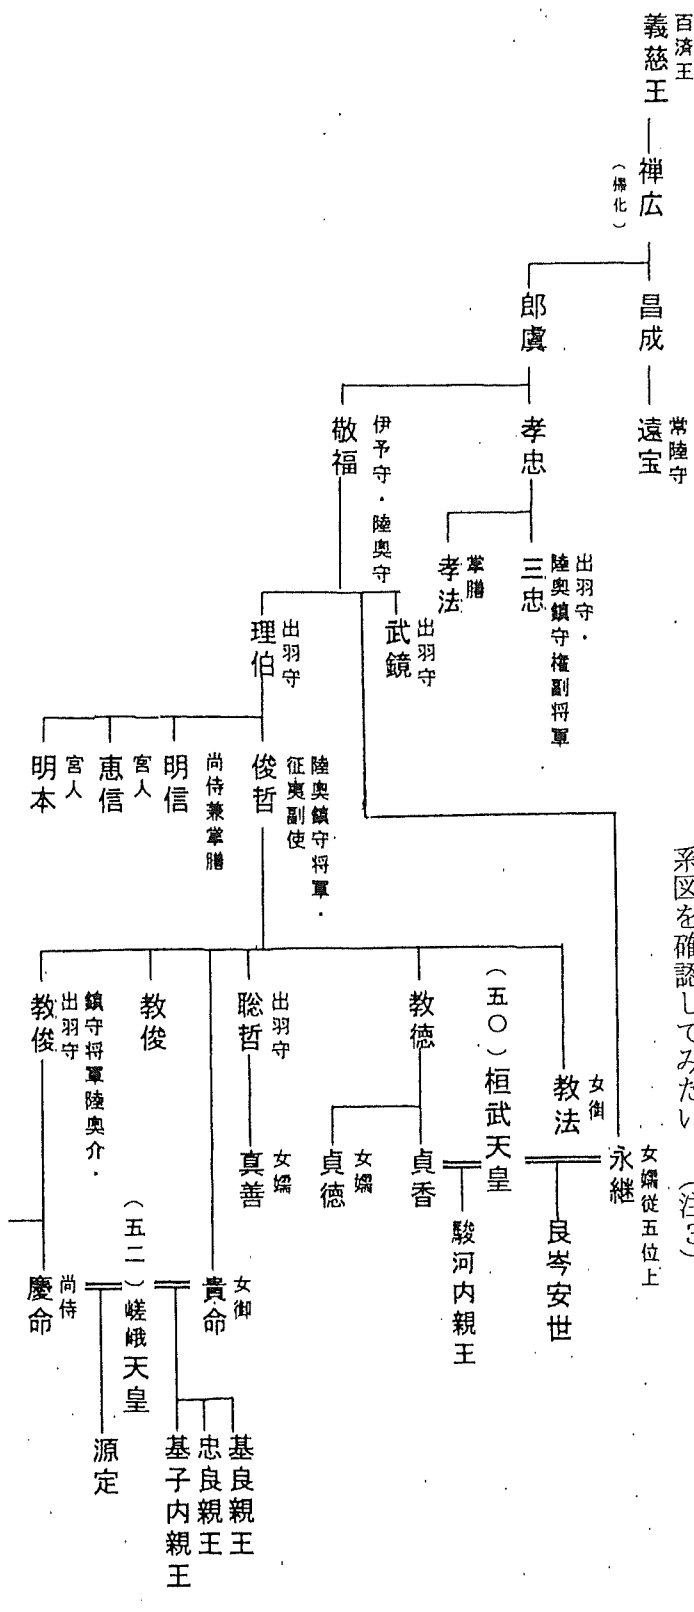 系図を確認してみたい（注３）
百済王
義慈王
禅広
（帰化）
昌成
常陸守
遠宝
郎虞
孝忠
出羽守・
陸奥鎮守権副将軍
三忠
掌膳
孝法
伊予守・陸奥守
敬福
出羽守
武鏡
出羽守
理伯
陸奥鎮守将軍・
征夷副使
俊哲
尚侍兼掌膳
明信
宮人
恵信
宮人
明本
女孺従五位上
永継
良岑安世
女御
教法
（五〇）桓武天皇
駿河内親王
教徳
貞香
女孺
貞徳
出羽守
聡哲
女孺
真善
女御
貴命
基良親王
忠良親王
基子内親王
（五二）嵯峨天皇
教俊
鎮守将軍陸奥介・
出羽守
教俊
尚侍
慶命
源定